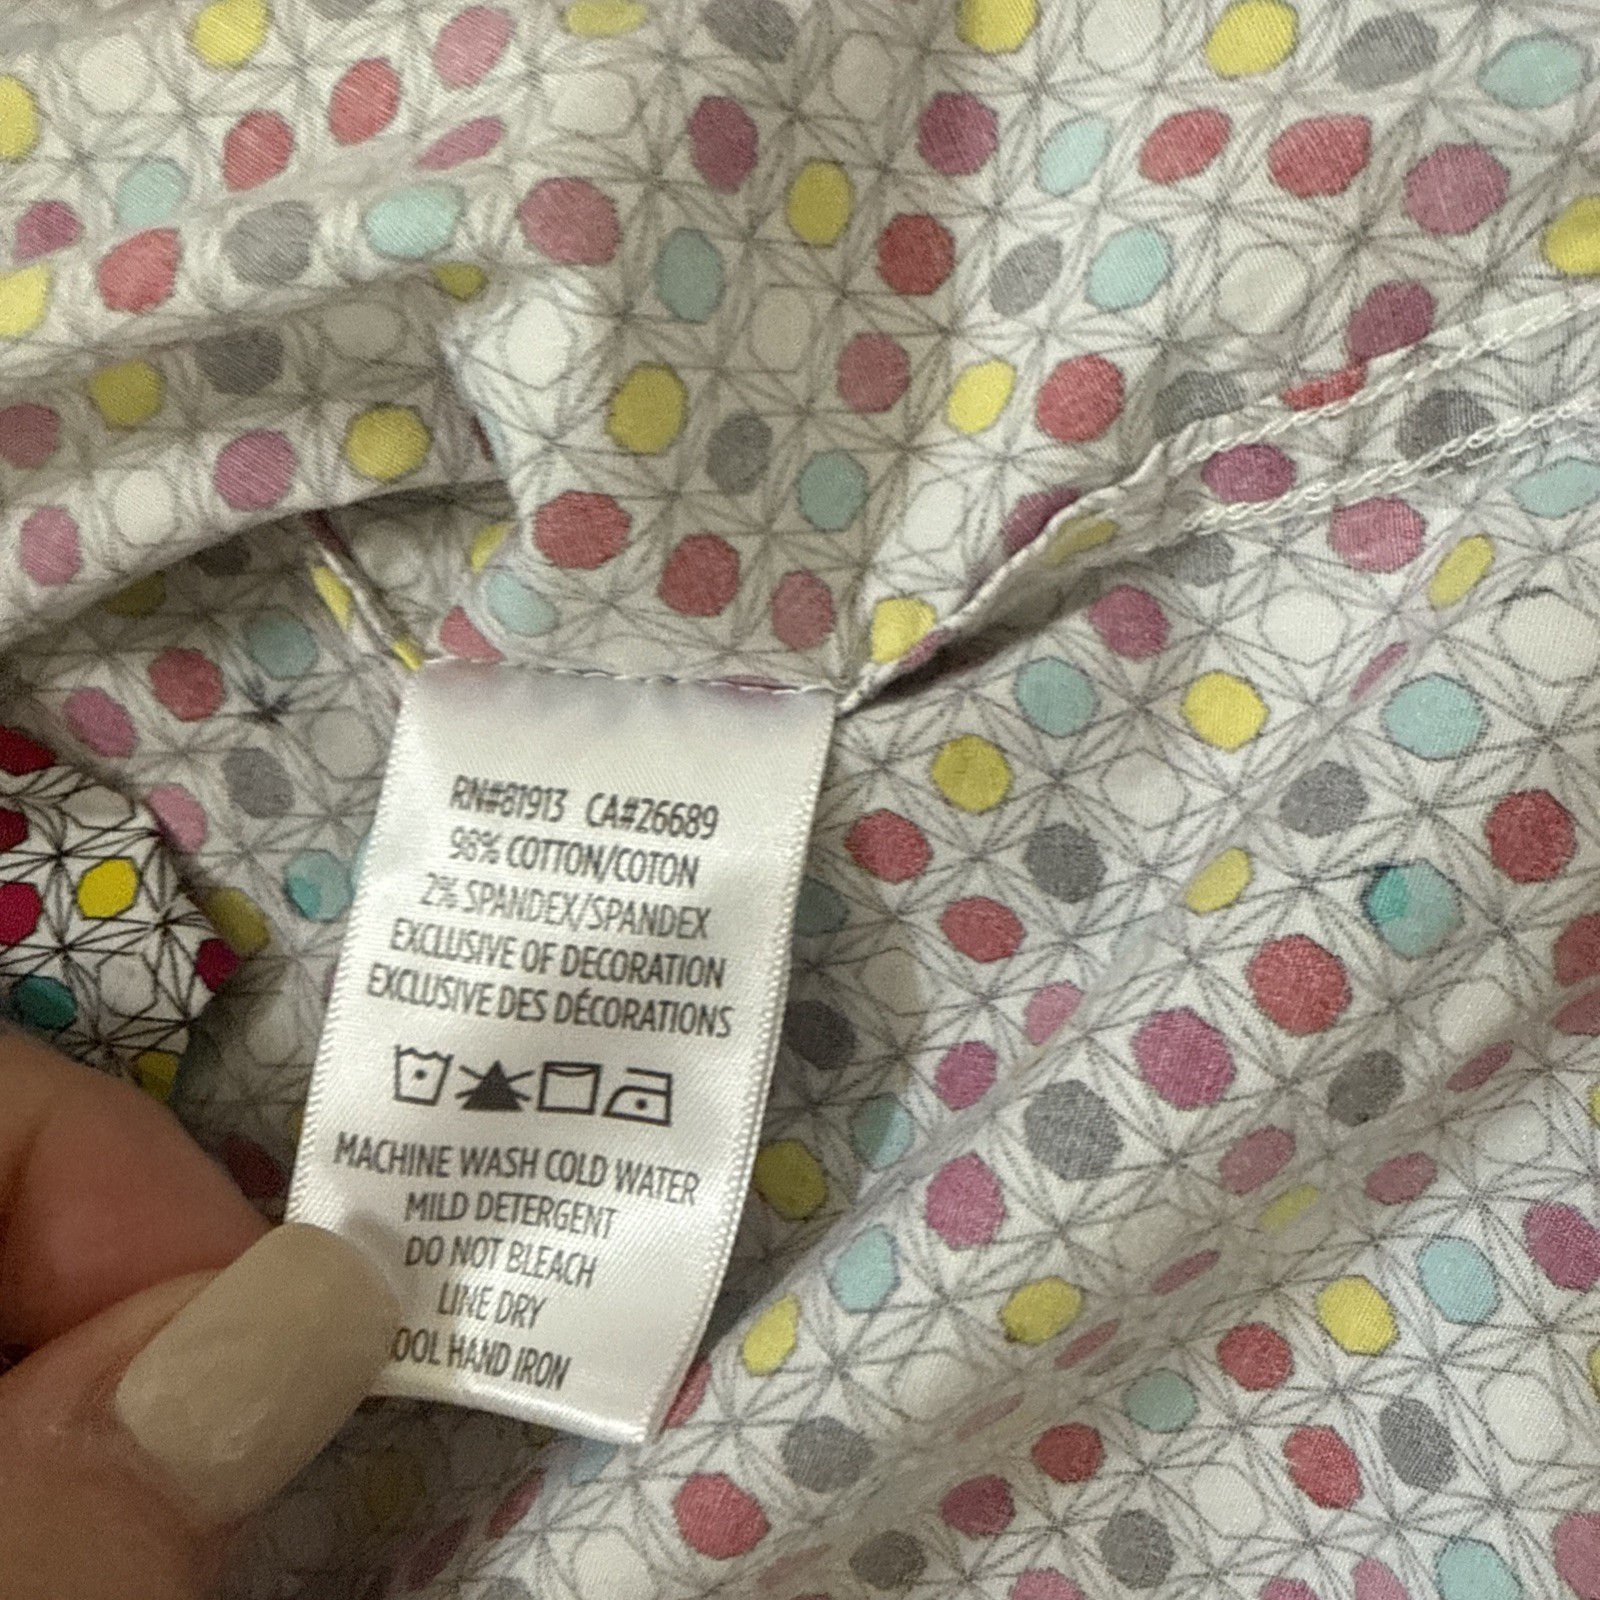 RN#81913 CA#26689
98% COTTON/COTON
2% SPANDEX/SPANDEX
EXCLUSIVE OF DECORATION
EXCLUSIVE DES DÉCORATIONS
MACHINE WASH COLD WATER
MILD DETERGENT
DO NOT BLEACH
LINE DRY
OOL HAND IRON